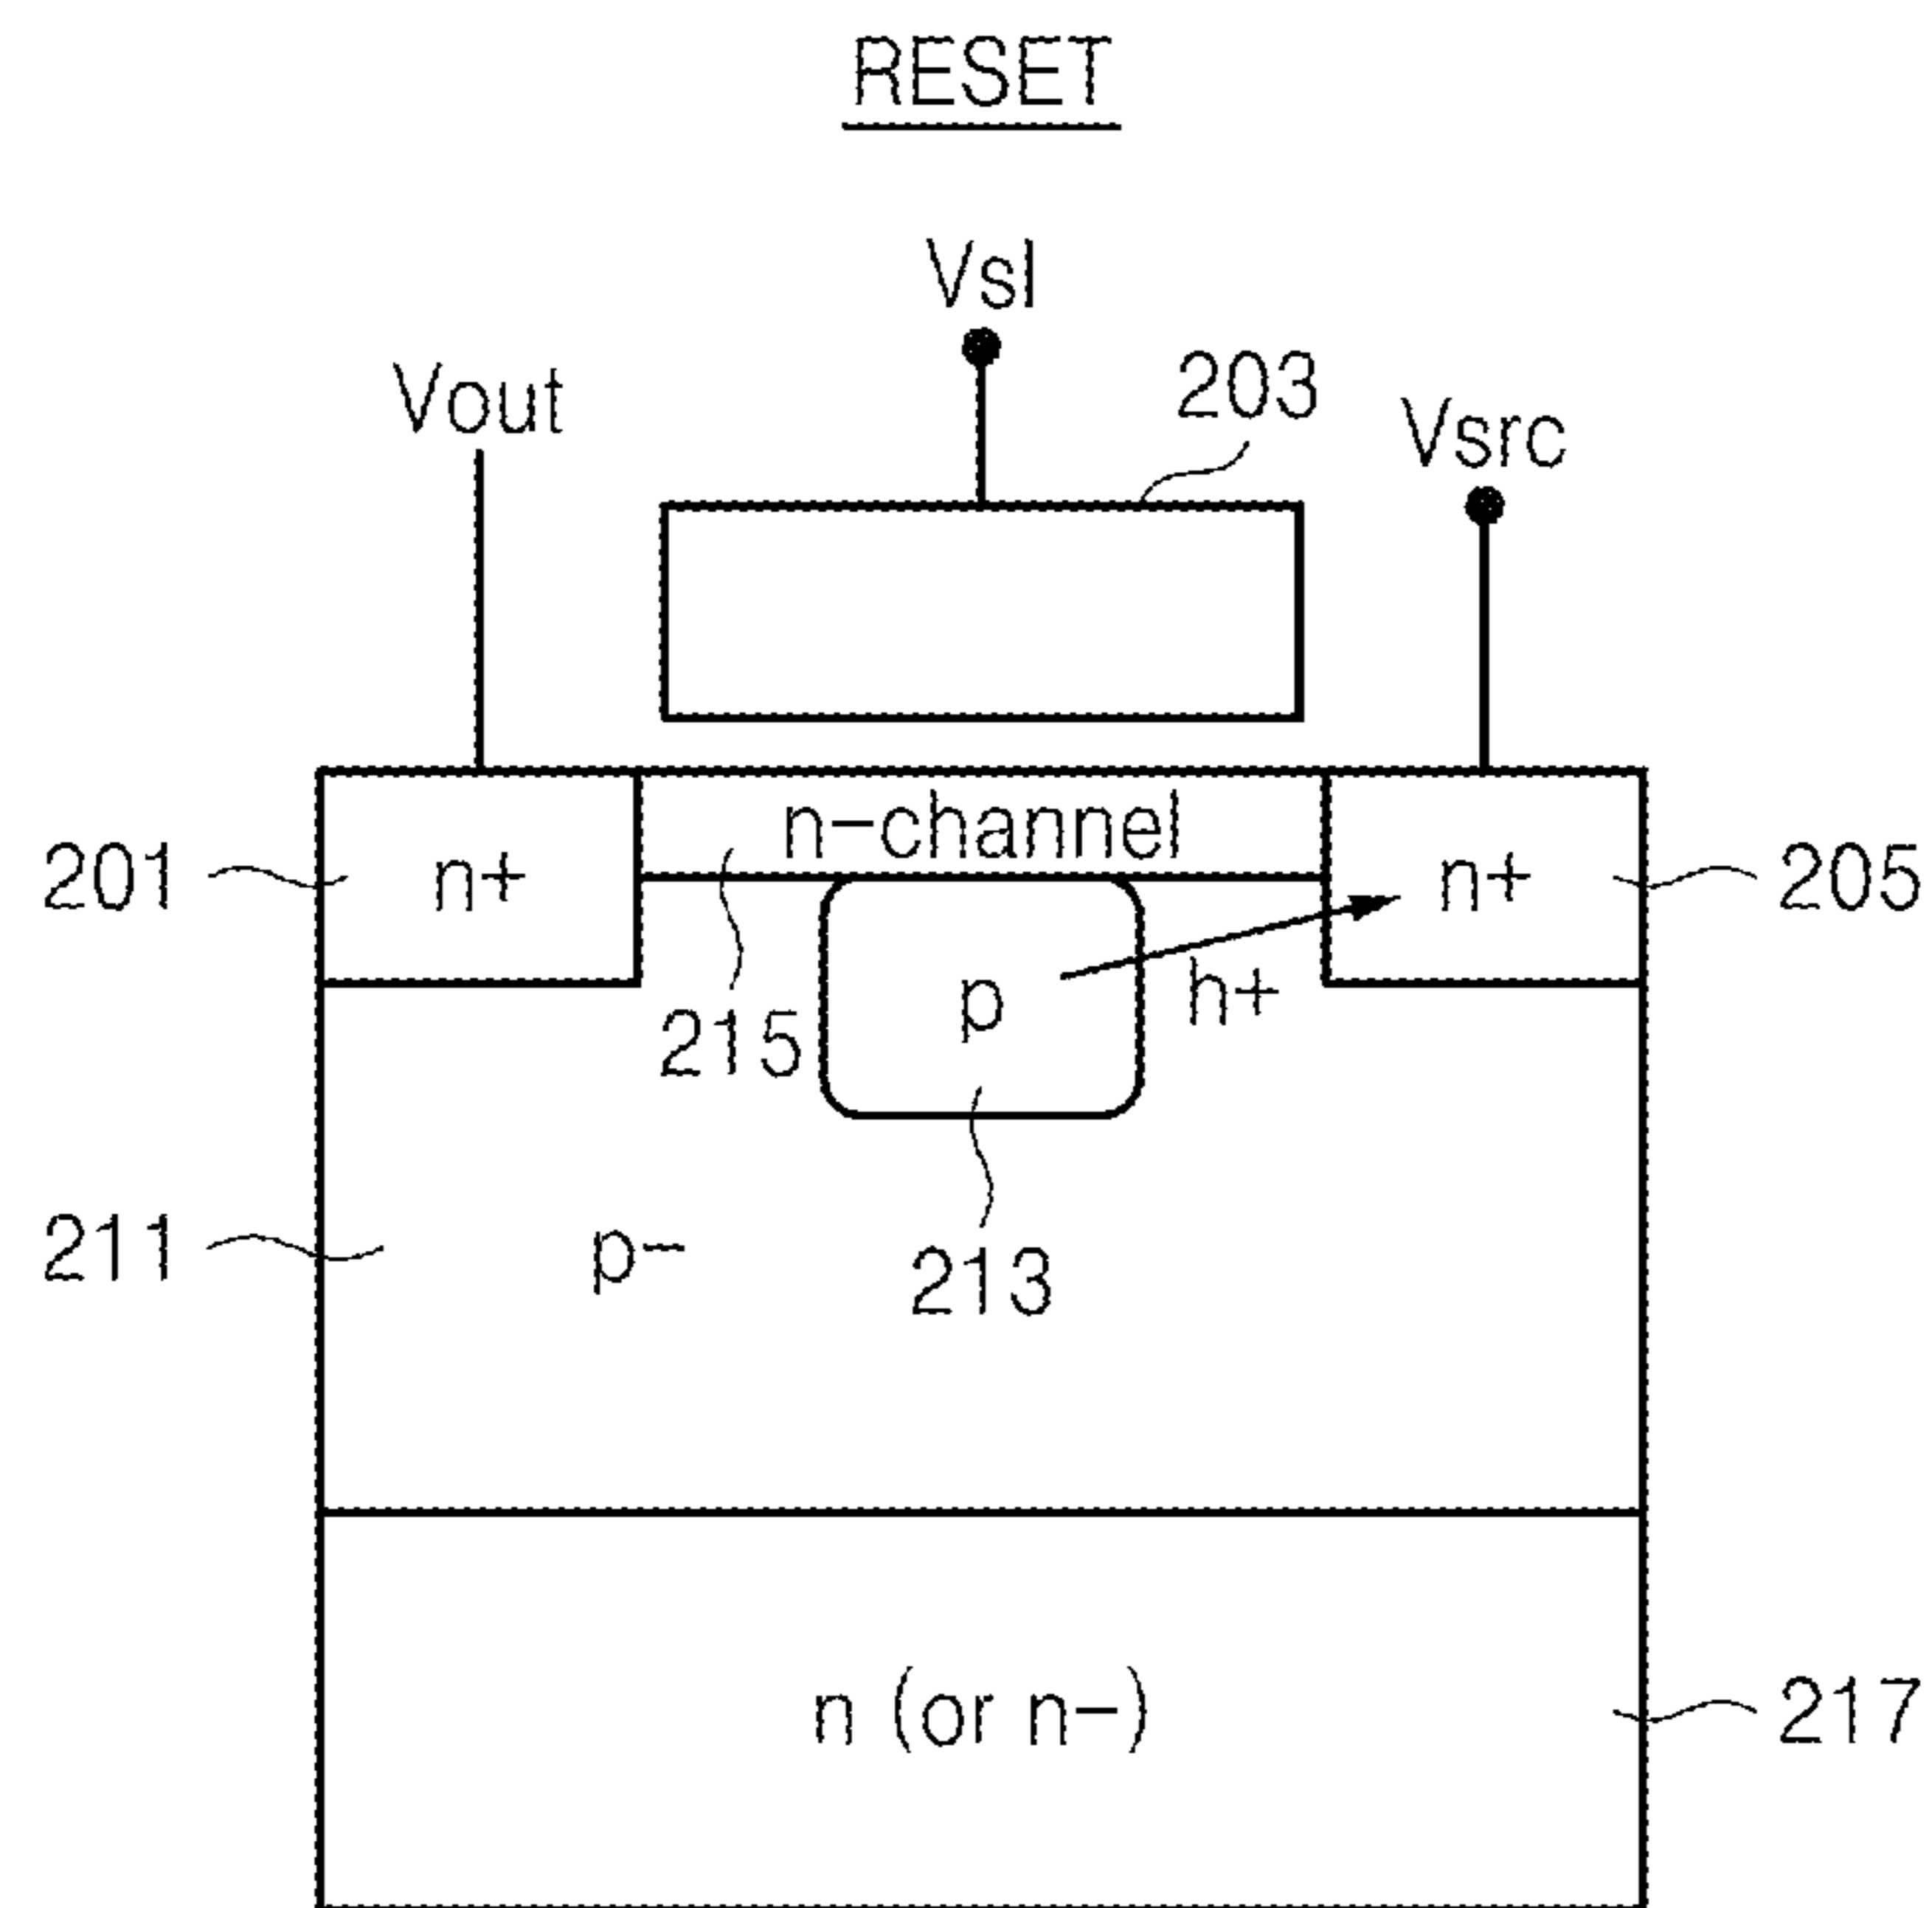 RESET
Vsl
Vout
203
Vsrc
n-channel
201
n+
n+
205
p
h+
215
211
p-
213
n (or n-)
217